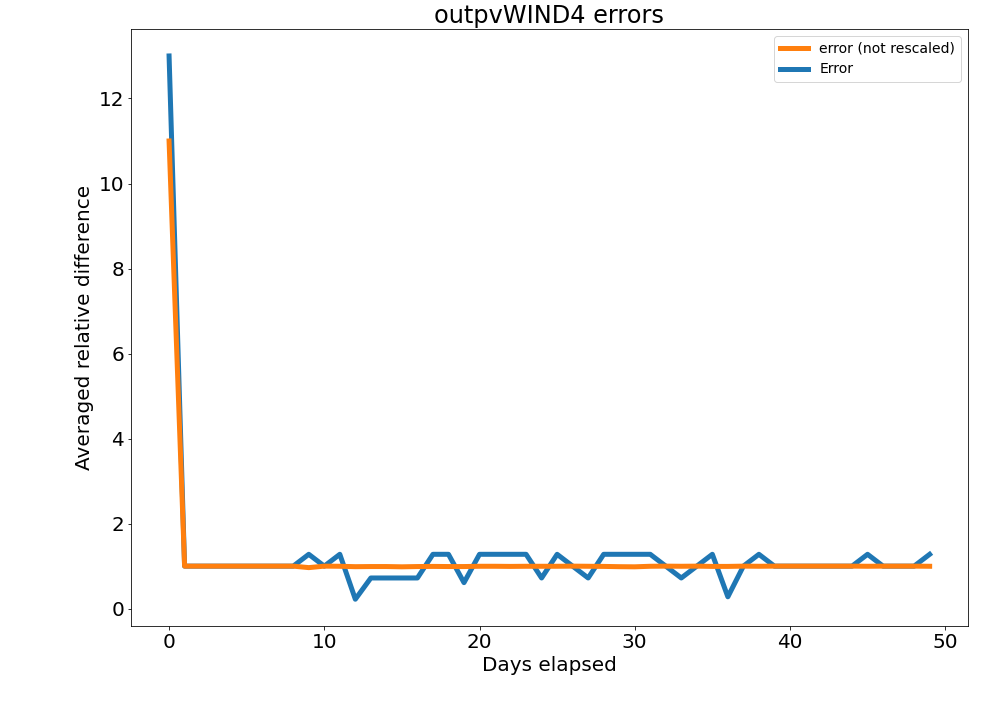 outpvWIND4 errors
error (not rescaled)
Error
Averaged relative difference
12
10
8
6
4
2
0
0 10 20 30 40 50
Days elapsed